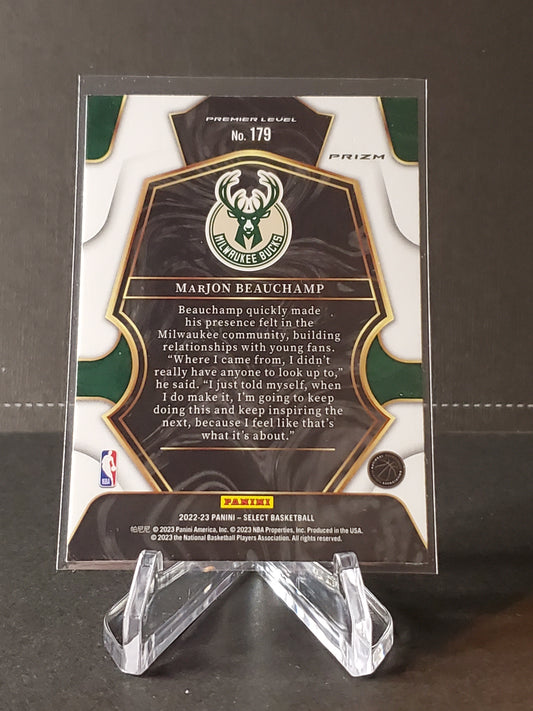 PREMIER LEVEL
No. 179
PRIZM
MILWAUKEE BUCKS
MARJON BEAUCHAMP
Beauchamp quickly made
his presence felt in the
Milwaukee community, building
relationships with young fans.
“Where I came from, I didn't
really have anyone to look up to,”
he said. “I just told myself, when
I do make it, I'm going to keep
doing this and keep inspiring the
next, because I feel like that's
what it's about.”
NBA
PANINI
2022-23 PANINI – SELECT BASKETBALL
帕尼尼 © 2023 Panini America, Inc. © 2023 NBA Properties, Inc. Produced in the USA.
© 2023 the National Basketball Players Association. All rights reserved.